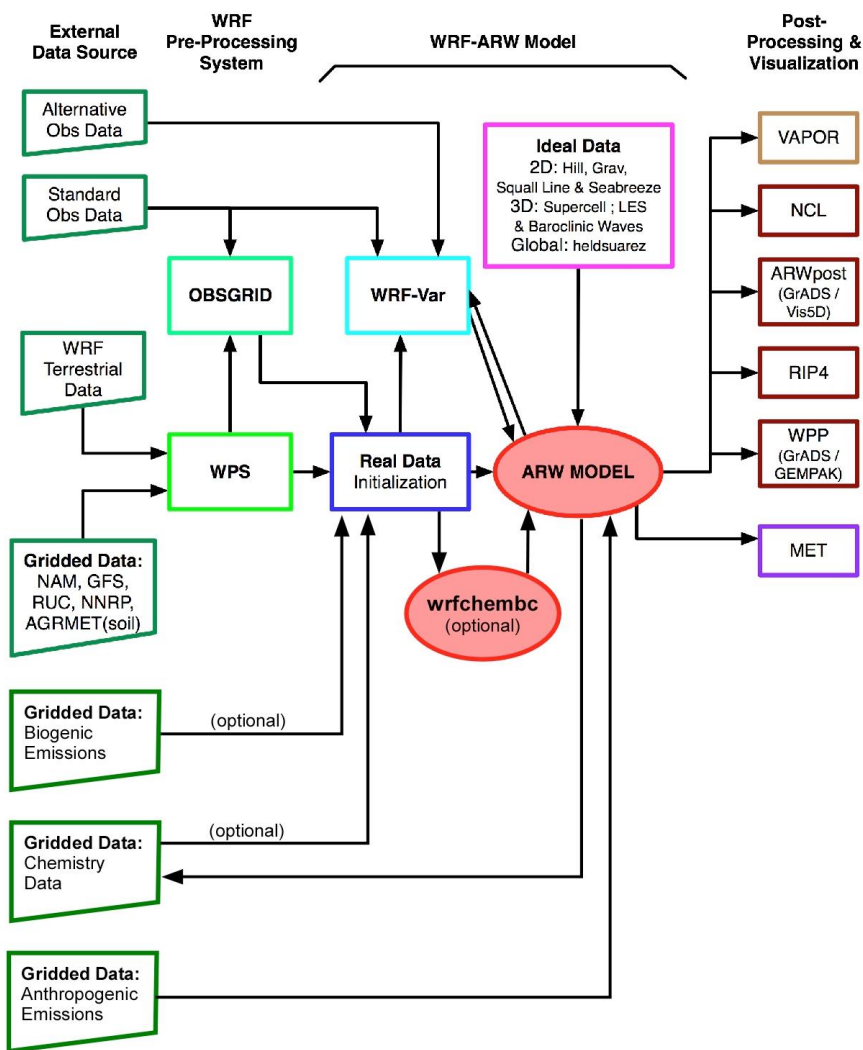 External
Data Source
WRF
Pre-Processing
System
WRF-ARW Model
Post-
Processing &
Visualization
Alternative
Obs Data
Standard
Obs Data
WRF
Terrestrial
Data
Gridded Data:
NAM, GFS,
RUC, NNRP,
AGRMET(soil)
Gridded Data:
Biogenic
Emissions
(optional)
Gridded Data:
Chemistry
Data
(optional)
Gridded Data:
Anthropogenic
Emissions
OBSGRID
WPS
WRF-Var
Real Data
Initialization
Ideal Data
2D: Hill, Grav,
Squall Line & Seabreeze
3D: Supercell ; LES
& Baroclinic Waves
Global: heldsuarez
ARW MODEL
wrfchembc
(optional)
VAPOR
NCL
ARWpost
(GrADS /
Vis5D)
RIP4
WPP
(GrADS /
GEMPAK)
MET